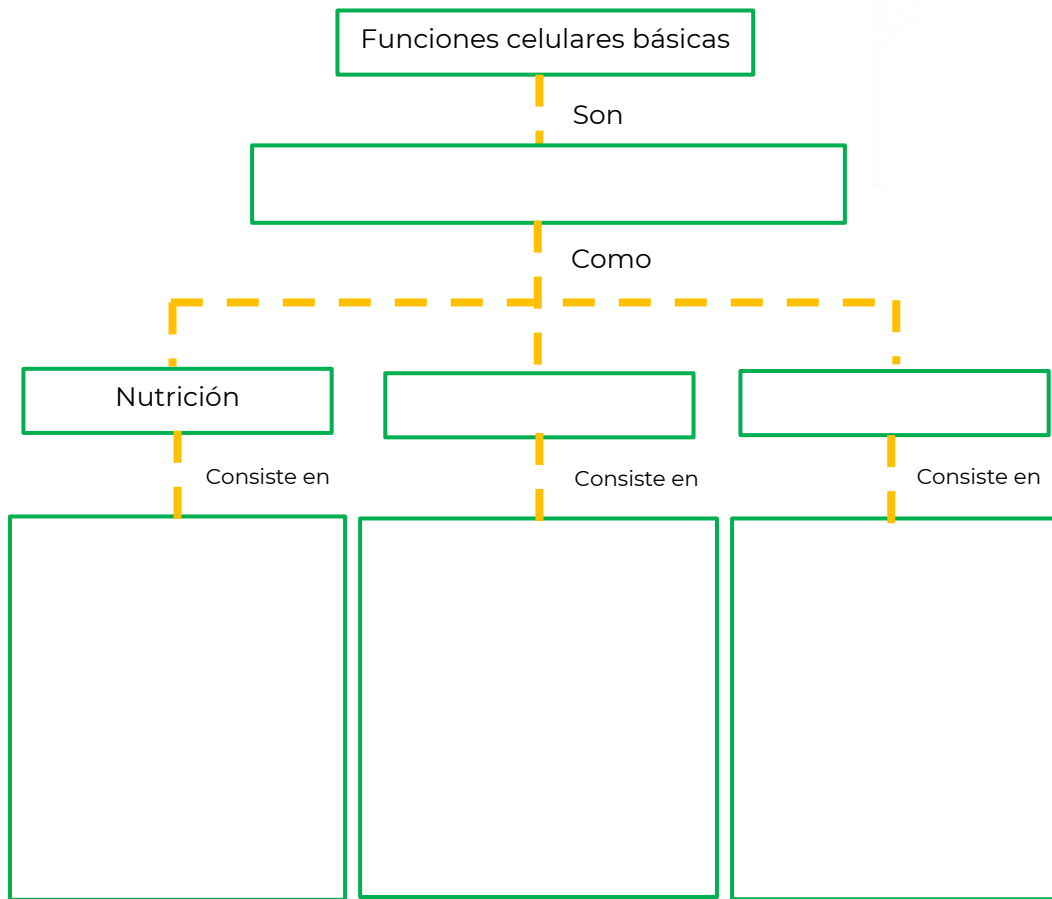 Funciones celulares básicas
Son
Como
Nutrición
Consiste en
Consiste en
Consiste en